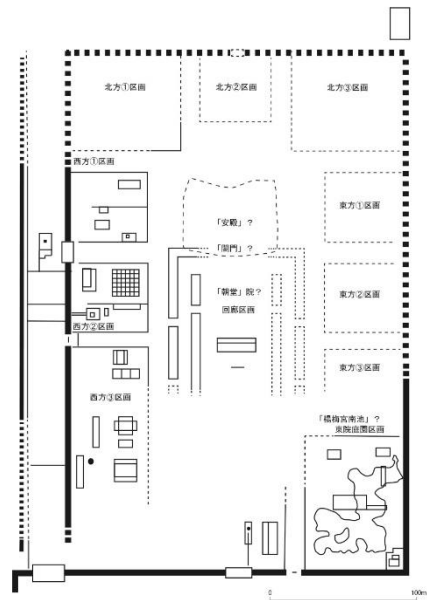 北方①区画
北方②区画
北方③区画
西方①区画
東方①区画
「安殿」？
「閤門」？
「朝堂」院？
回廊区画
東方②区画
西方②区画
東方③区画
西方③区画
「楊梅宮南池」？
東院庭園区画
0
100m